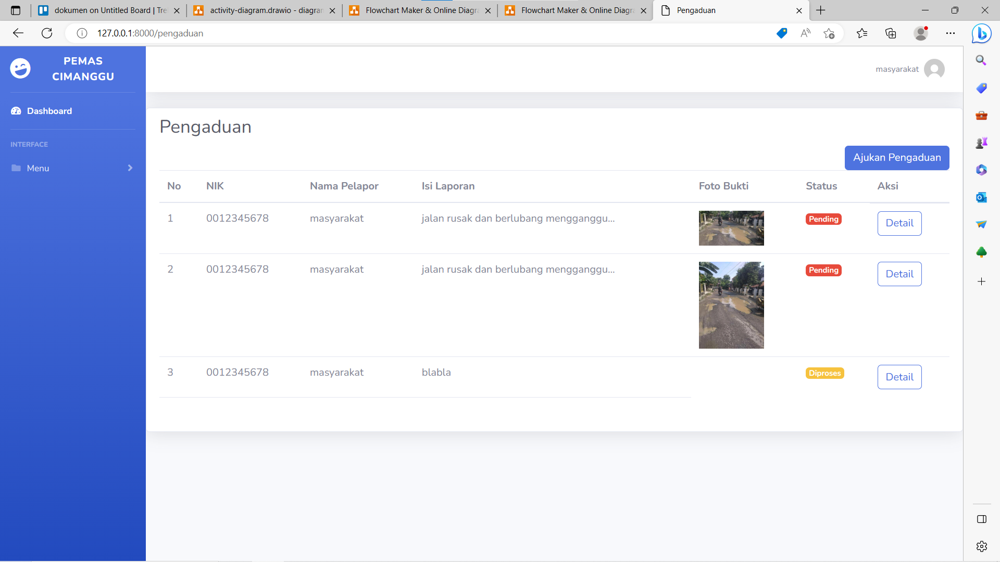 dokumen on Untitled Board | Tre
activity-diagram.drawio - diagran
Flowchart Maker & Online Diagra
Flowchart Maker & Online Diagra
Pengaduan
127.0.0.1:8000/pengaduan
PEMAS
CIMANGGU
masyarakat
Dashboard
INTERFACE
Menu
Pengaduan
Ajukan Pengaduan
No NIK Nama Pelapor Isi Laporan Foto Bukti Status Aksi
1 0012345678 masyarakat jalan rusak dan berlubang mengganggu... Pending Detail
2 0012345678 masyarakat jalan rusak dan berlubang mengganggu... Pending Detail
3 0012345678 masyarakat blabla Diproses Detail